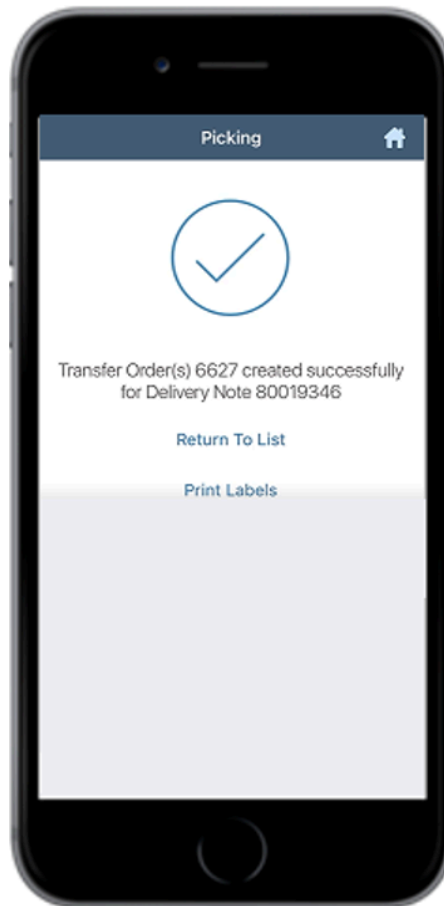 Picking
Transfer Order(s) 6627 created successfully
for Delivery Note 80019346
Return To List
Print Labels